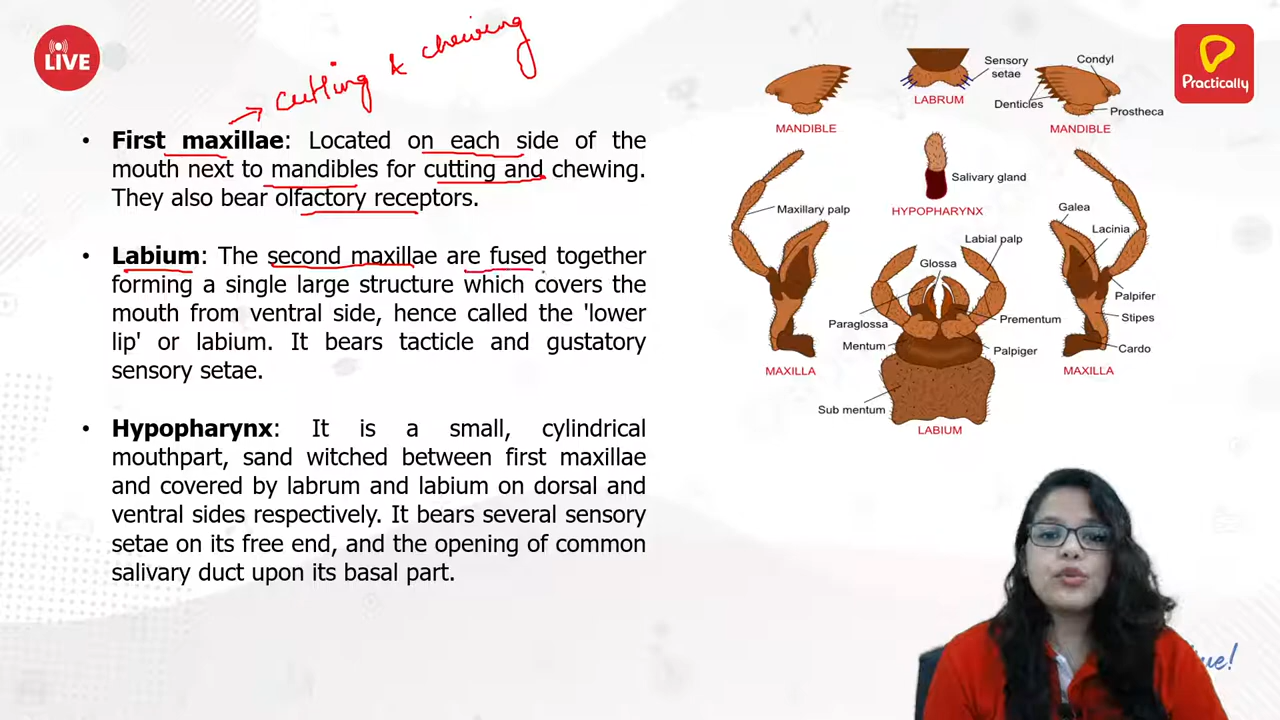 LIVE
cutting & chewing
Practically
• First maxillae: Located on each side of the
mouth next to mandibles for cutting and chewing.
They also bear olfactory receptors.
• Labium: The second maxillae are fused together
forming a single large structure which covers the
mouth from ventral side, hence called the 'lower
lip' or labium. It bears tacticle and gustatory
sensory setae.
• Hypopharynx: It is a small, cylindrical
mouthpart, sand witched between first maxillae
and covered by labrum and labium on dorsal and
ventral sides respectively. It bears several sensory
setae on its free end, and the opening of common
salivary duct upon its basal part.
Sensory
setae
Condyl
LABRUM
Denticles
Prostheca
MANDIBLE
MANDIBLE
Salivary gland
Maxillary palp
HYPOPHARYNX
Galea
Lacinia
Labial palp
Glossa
Palpifer
Paraglossa
Prementum
Stipes
Mentum
Palpiger
Cardo
MAXILLA
MAXILLA
Sub mentum
LABIUM
ue!